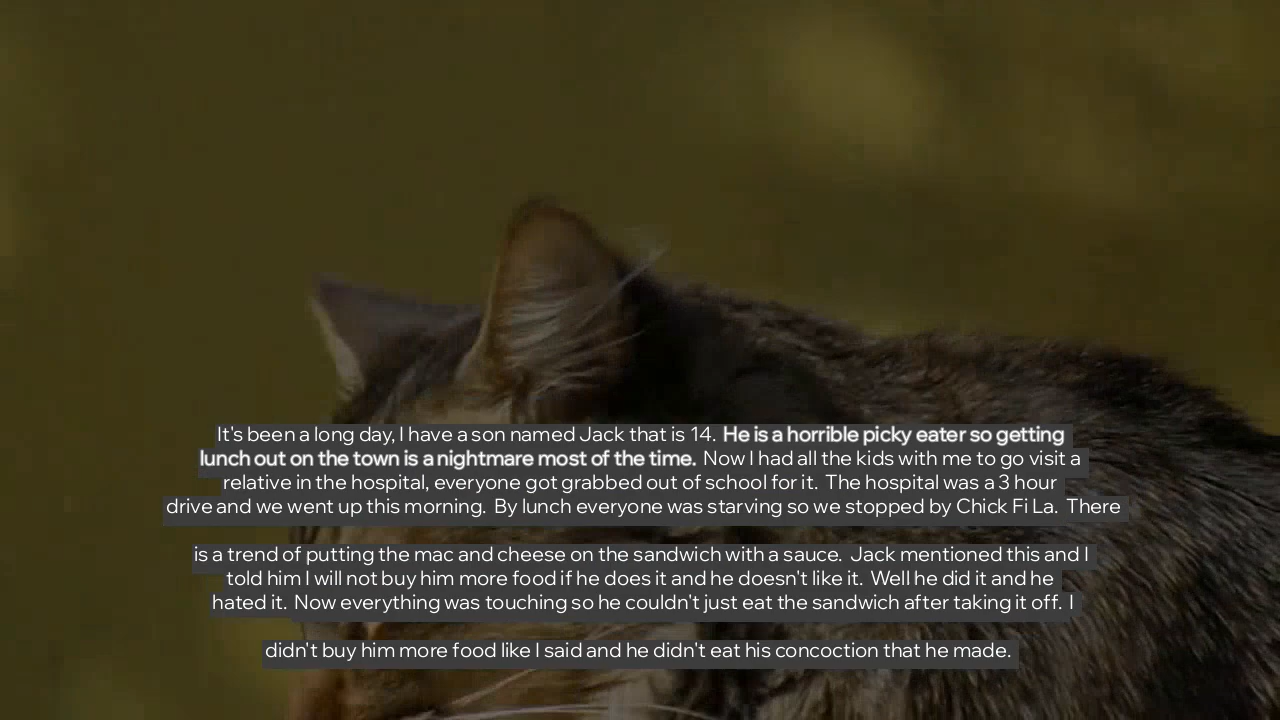 It's been a long day, I have a son named Jack that is 14. He is a horrible picky eater so getting
lunch out on the town is a nightmare most of the time. Now I had all the kids with me to go visit a
relative in the hospital, everyone got grabbed out of school for it. The hospital was a 3 hour
drive and we went up this morning. By lunch everyone was starving so we stopped by Chick Fi La. There
is a trend of putting the mac and cheese on the sandwich with a sauce. Jack mentioned this and I
told him I will not buy him more food if he does it and he doesn't like it. Well he did it and he
hated it. Now everything was touching so he couldn't just eat the sandwich after taking it off. I
didn't buy him more food like I said and he didn't eat his concoction that he made.